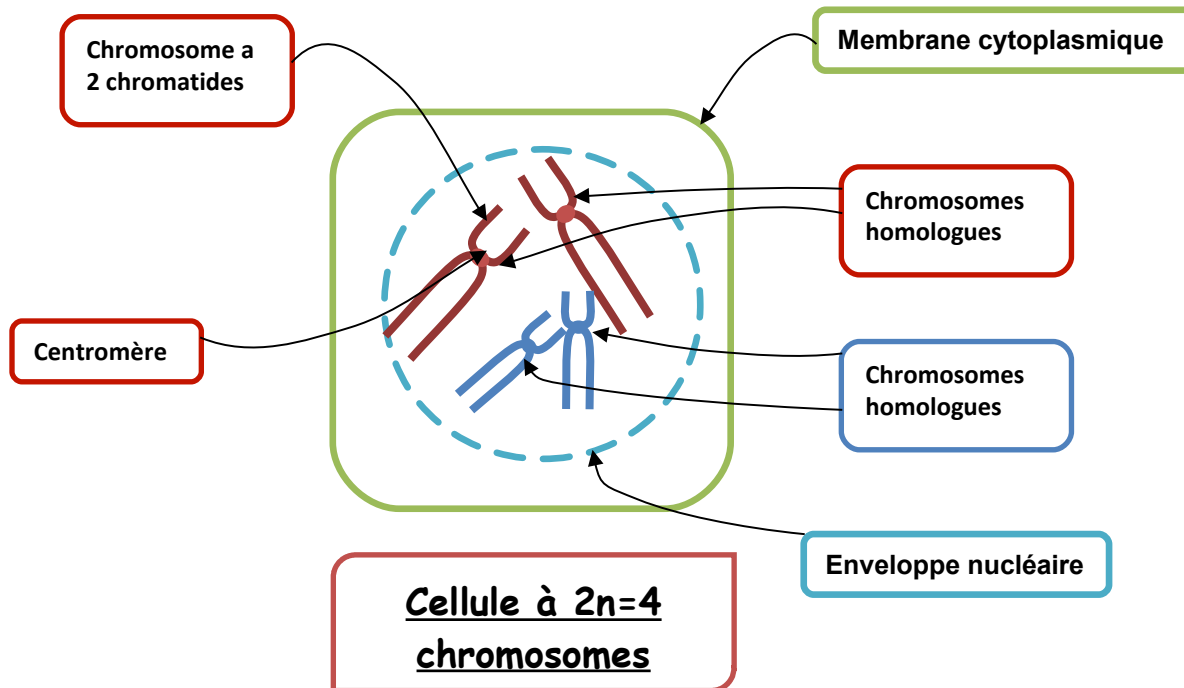 Chromosome a
2 chromatides
Membrane cytoplasmique
Chromosomes
homologues
Centromère
Chromosomes
homologues
Enveloppe nucléaire
Cellule à 2n=4
chromosomes